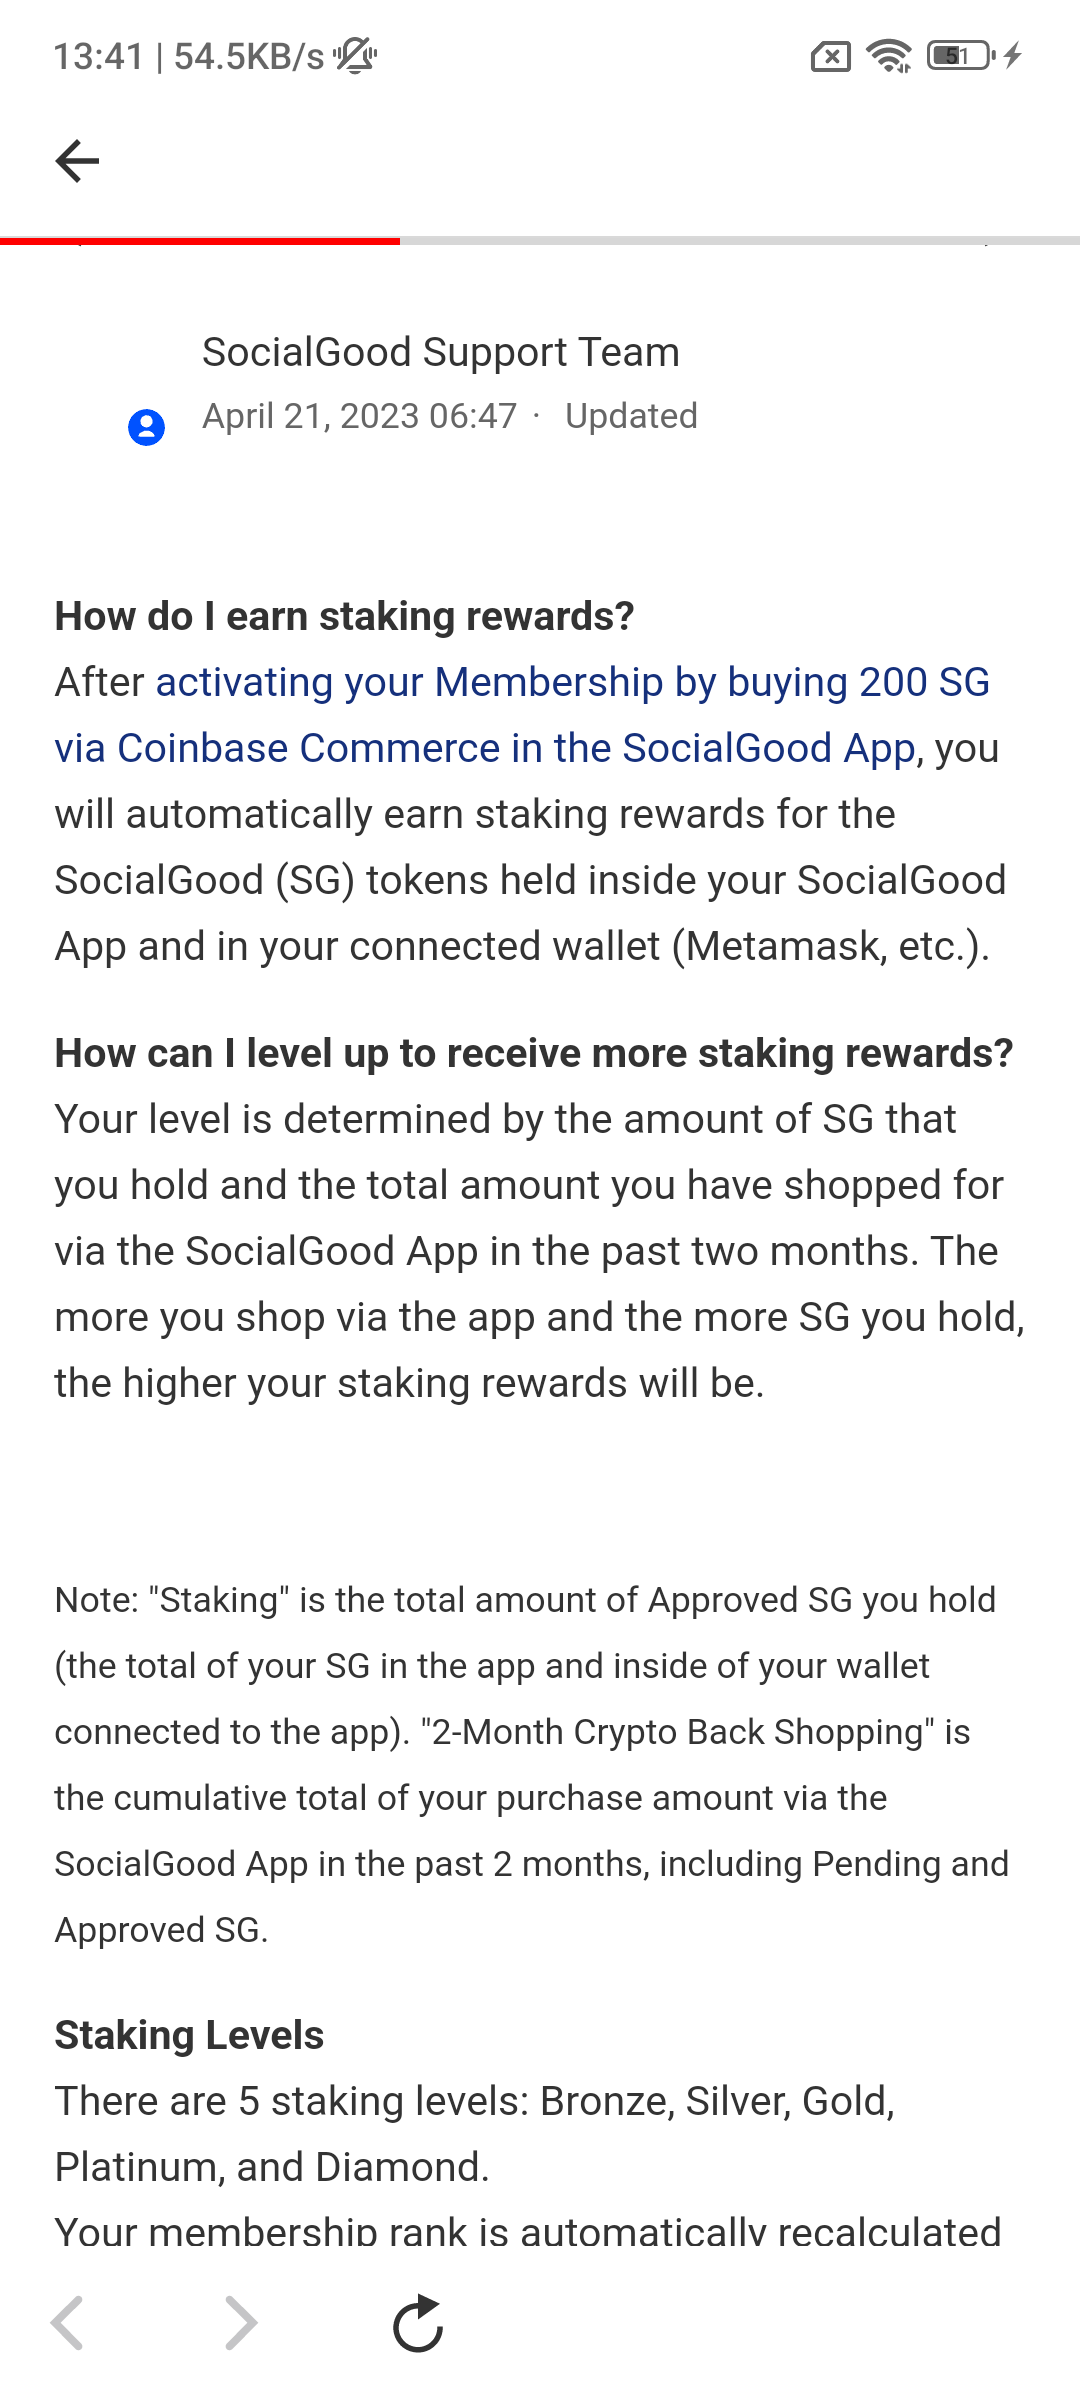 13:41 | 54.5KB/s
51
SocialGood Support Team
April 21, 2023 06:47 · Updated
How do I earn staking rewards?
After activating your Membership by buying 200 SG
via Coinbase Commerce in the SocialGood App, you
will automatically earn staking rewards for the
SocialGood (SG) tokens held inside your SocialGood
App and in your connected wallet (Metamask, etc.).
How can I level up to receive more staking rewards?
Your level is determined by the amount of SG that
you hold and the total amount you have shopped for
via the SocialGood App in the past two months. The
more you shop via the app and the more SG you hold,
the higher your staking rewards will be.
Note: "Staking" is the total amount of Approved SG you hold
(the total of your SG in the app and inside of your wallet
connected to the app). "2-Month Crypto Back Shopping" is
the cumulative total of your purchase amount via the
SocialGood App in the past 2 months, including Pending and
Approved SG.
Staking Levels
There are 5 staking levels: Bronze, Silver, Gold,
Platinum, and Diamond.
Your membership rank is automatically recalculated